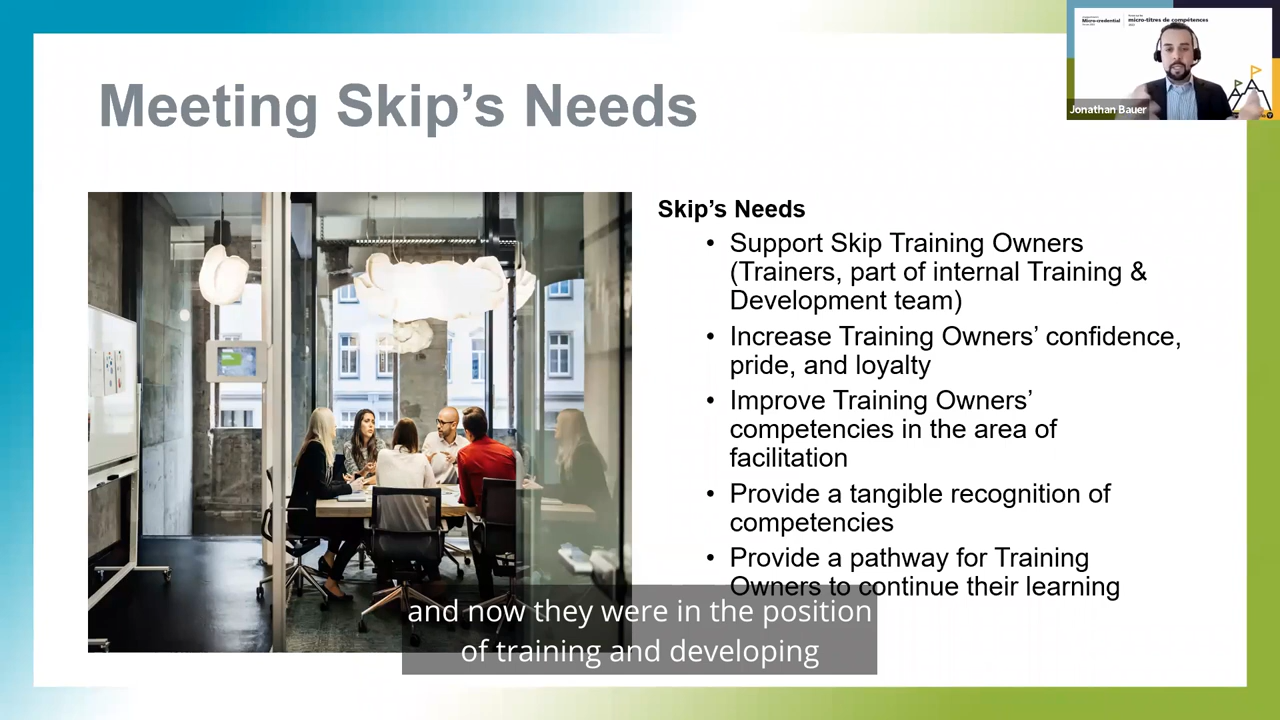 Meeting Skip’s Needs
Micro-credential
micro-titres de compétences
Jonathan Bauer
Skip’s Needs
• Support Skip Training Owners
(Trainers, part of internal Training &
Development team)
• Increase Training Owners’ confidence,
pride, and loyalty
• Improve Training Owners’
competencies in the area of
facilitation
• Provide a tangible recognition of
competencies
• Provide a pathway for Training
Owners to continue their learning
and now they were in the position
of training and developing